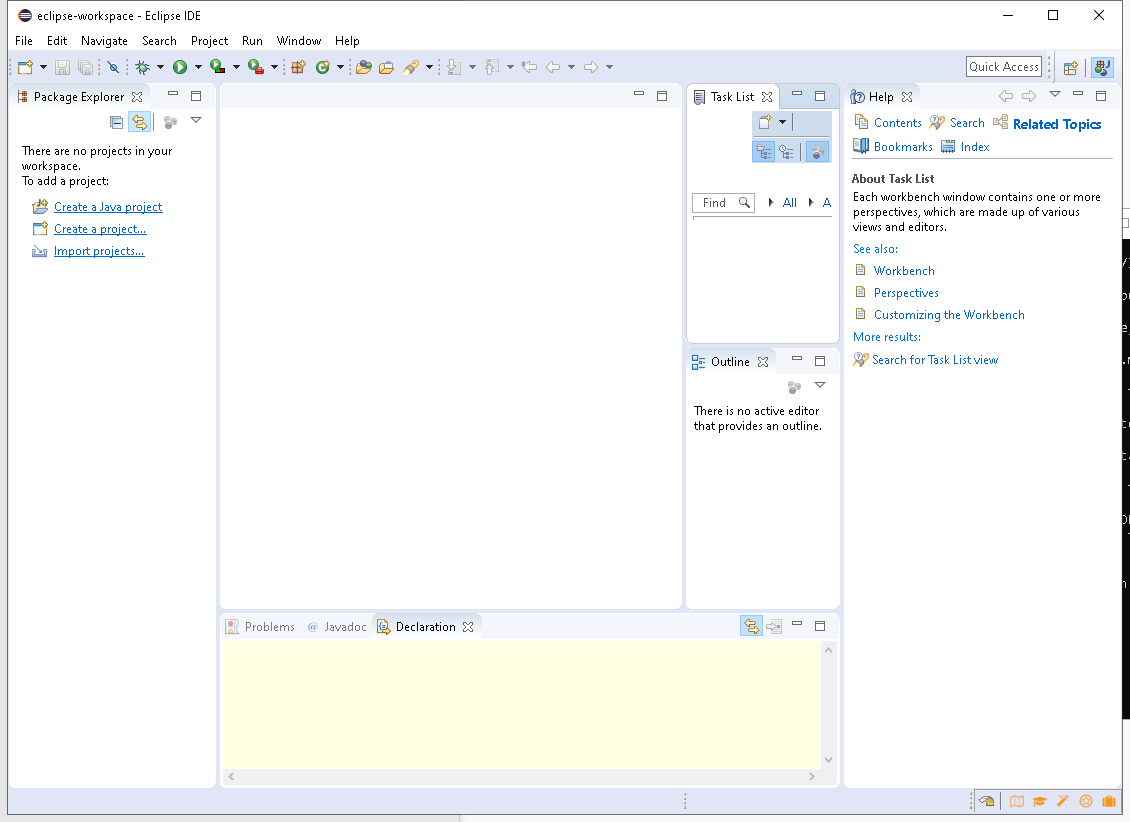 eclipse-workspace - Eclipse IDE
File Edit Navigate Search Project Run Window Help
Quick Access
Package Explorer
There are no projects in your
workspace.
To add a project:
Create a Java project
Create a project...
Import projects...
Task List
Find All A
Outline
There is no active editor
that provides an outline.
Problems @ Javadoc Declaration
Help
Contents Search Related Topics
Bookmarks Index
About Task List
Each workbench window contains one or more
perspectives, which are made up of various
views and editors.
See also:
Workbench
Perspectives
Customizing the Workbench
More results:
Search for Task List view